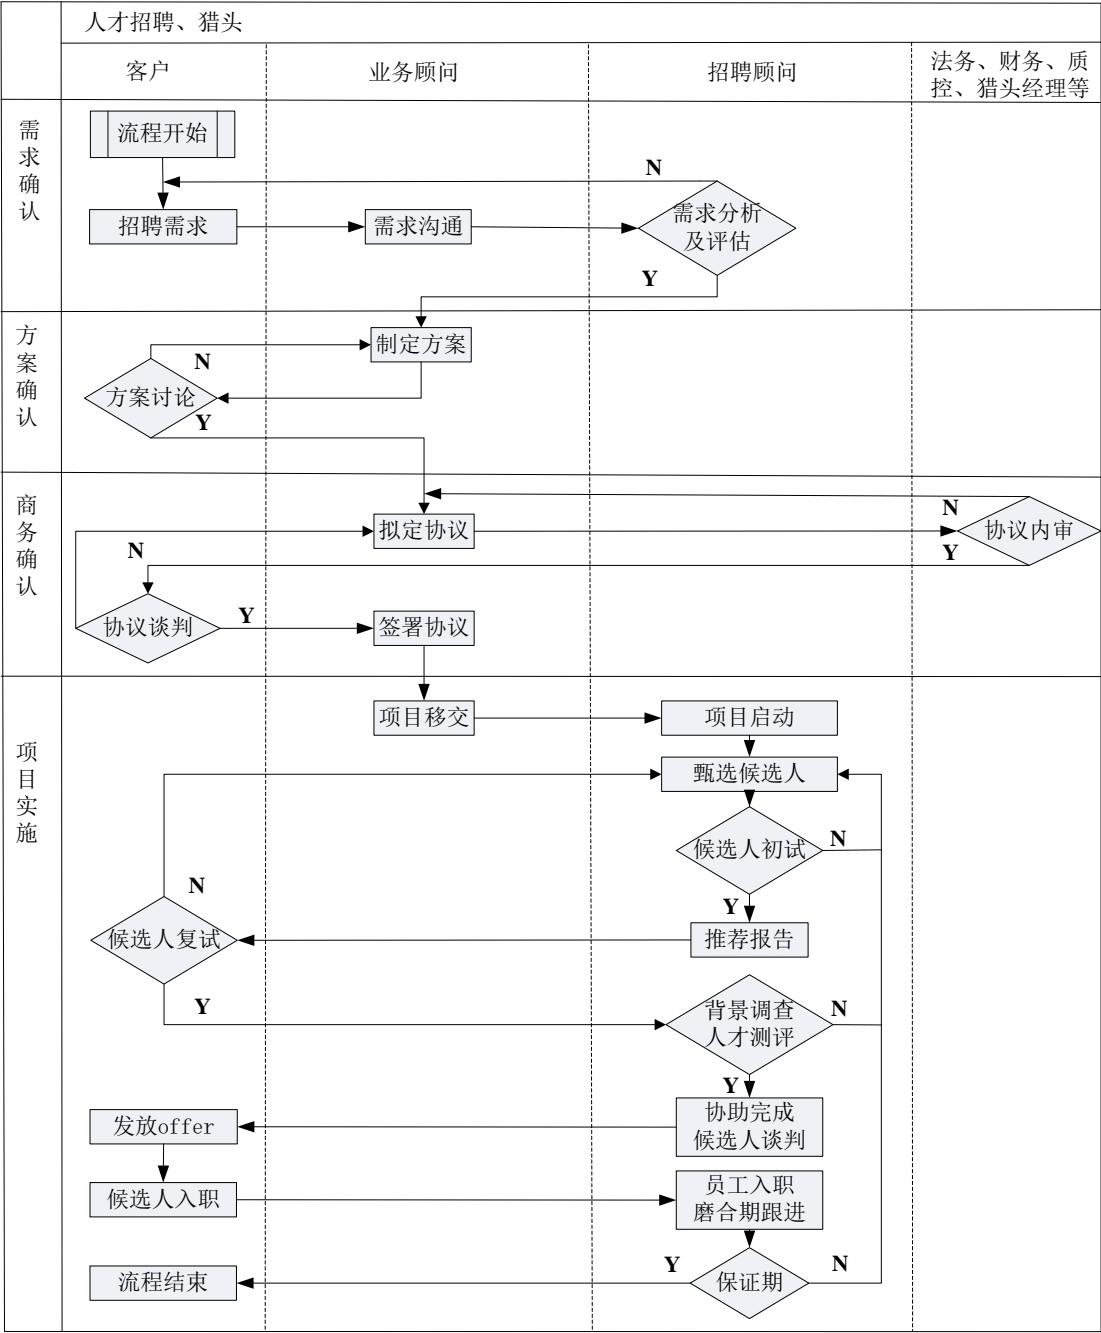 人才招聘、猎头
客户
业务顾问
招聘顾问
法务、财务、质
控、猎头经理等
需
求
确
认
流程开始
N
招聘需求
需求沟通
需求分析
及评估
Y
方
案
确
认
制定方案
N
方案讨论
Y
商
务
确
认
拟定协议
N
协议内审
Y
N
协议谈判
Y
签署协议
项
目
实
施
项目移交
项目启动
甄选候选人
候选人初试
N
Y
N
候选人复试
推荐报告
Y
背景调查
人才测评
N
Y
发放offer
协助完成
候选人谈判
候选人入职
员工入职
磨合期跟进
流程结束
Y
保证期
N